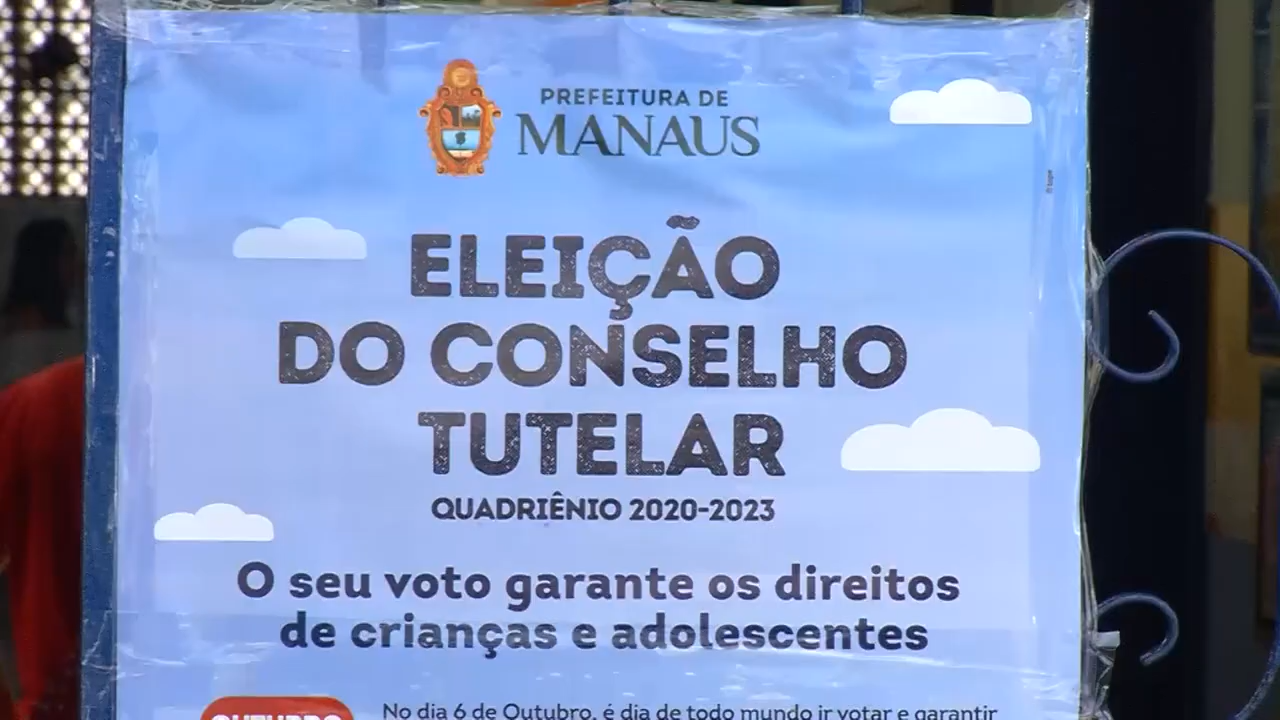 PREFEITURA DE
MANAUS
ELEIÇÃO
DO CONSELHO
TUTELAR
QUADRIÊNIO 2020-2023
O seu voto garante os direitos
de crianças e adolescentes
OUTUBRO
No dia 6 de Outubro, é dia de todo mundo ir votar e garantir